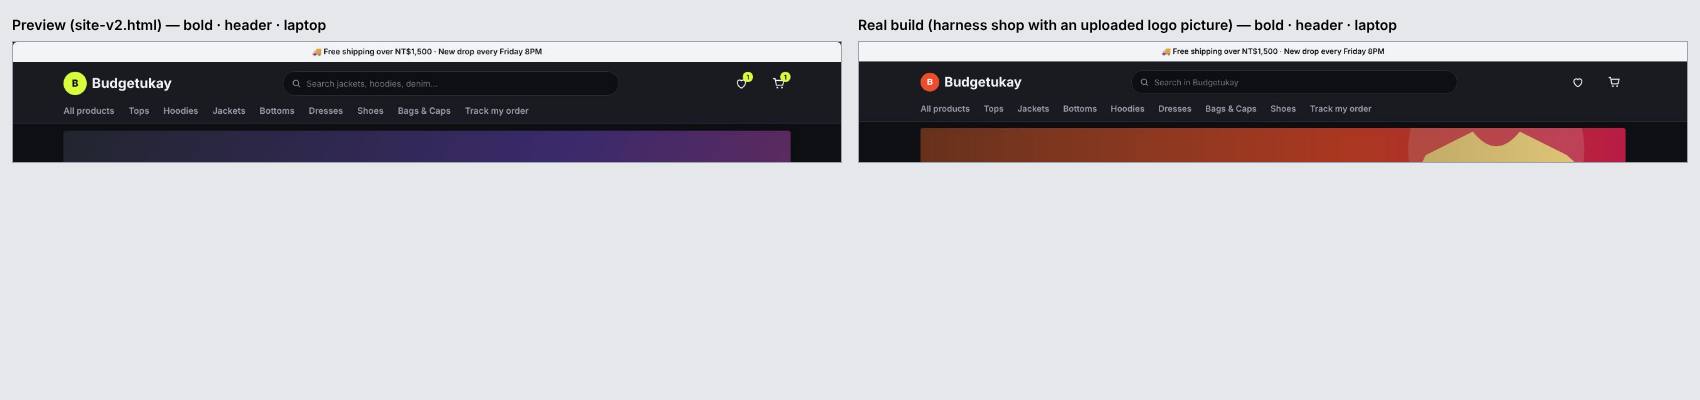 Preview (site-v2.html) — bold · header · laptop
🚚 Free shipping over NT$1,500 · New drop every Friday 8PM
B Budgetukay
Search jackets, hoodies, denim...
1
1
All products Tops Hoodies Jackets Bottoms Dresses Shoes Bags & Caps Track my order
Real build (harness shop with an uploaded logo picture) — bold · header · laptop
🚚 Free shipping over NT$1,500 · New drop every Friday 8PM
B Budgetukay
Search in Budgetukay
All products Tops Jackets Bottoms Hoodies Dresses Bags & Caps Shoes Track my order